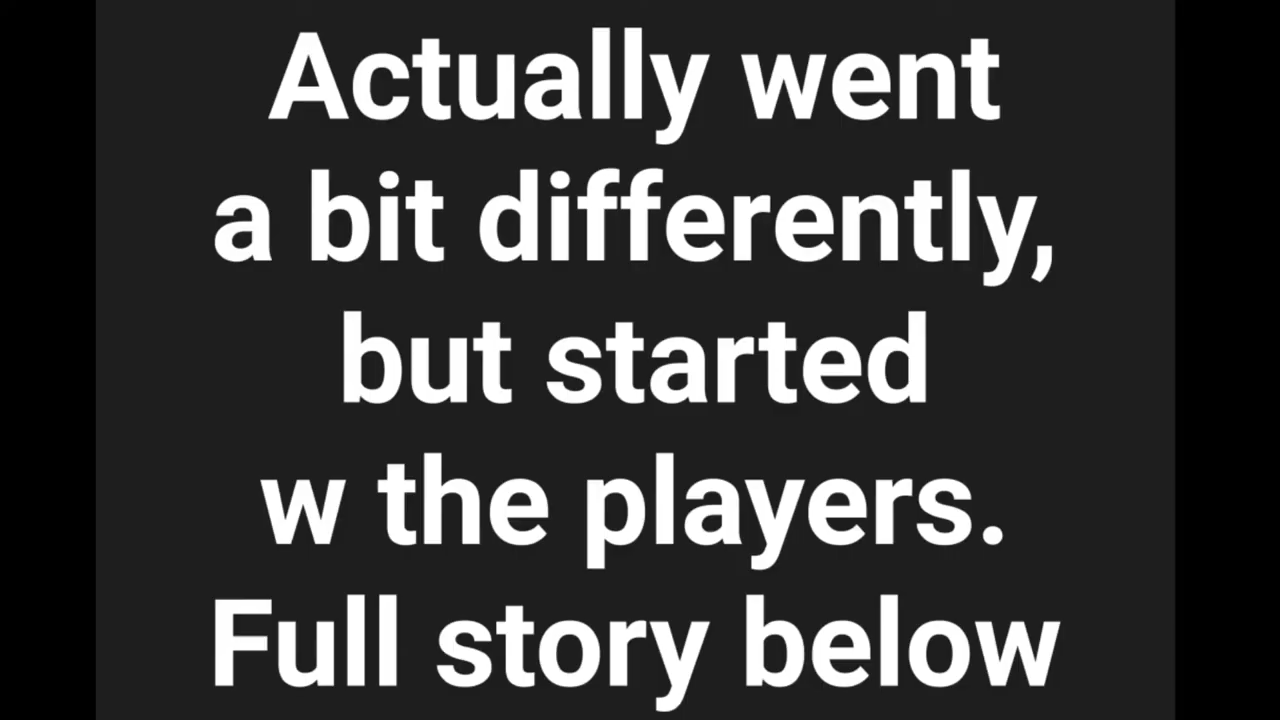 Actually went
a bit differently,
but started
w the players.
Full story below